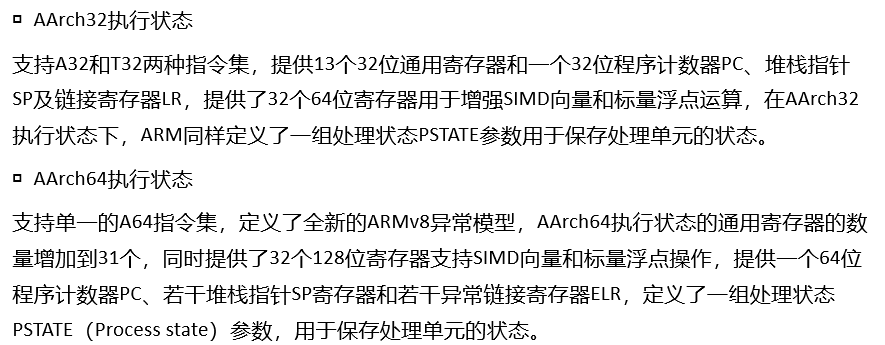 ▫ AArch32执行状态
支持A32和T32两种指令集，提供13个32位通用寄存器和一个32位程序计数器PC、堆栈指针
SP及链接寄存器LR，提供了32个64位寄存器用于增强SIMD向量和标量浮点运算，在AArch32
执行状态下，ARM同样定义了一组处理状态PSTATE参数用于保存处理单元的状态。
▫ AArch64执行状态
支持单一的A64指令集，定义了全新的ARMv8异常模型，AArch64执行状态的通用寄存器的数
量增加到31个，同时提供了32个128位寄存器支持SIMD向量和标量浮点操作，提供一个64位
程序计数器PC、若干堆栈指针SP寄存器和若干异常链接寄存器ELR，定义了一组处理状态
PSTATE（Process state）参数，用于保存处理单元的状态。